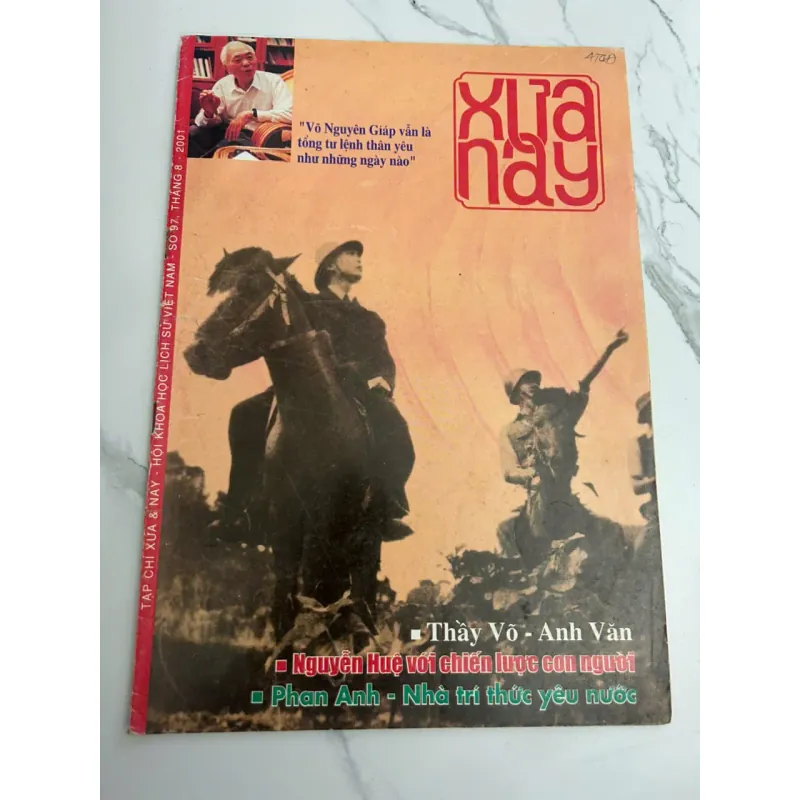 "Võ Nguyên Giáp vẫn là
tổng tư lệnh thân yêu
như những ngày nào"
XƯA
NAY
TẠP CHÍ XƯA & NAY - HỘI KHOA HỌC LỊCH SỬ VIỆT NAM - SỐ 97, THÁNG 8 - 2001
▪ Thầy Võ - Anh Văn
▪ Nguyễn Huệ với chiến lược con người
▪ Phan Anh - Nhà trí thức yêu nước